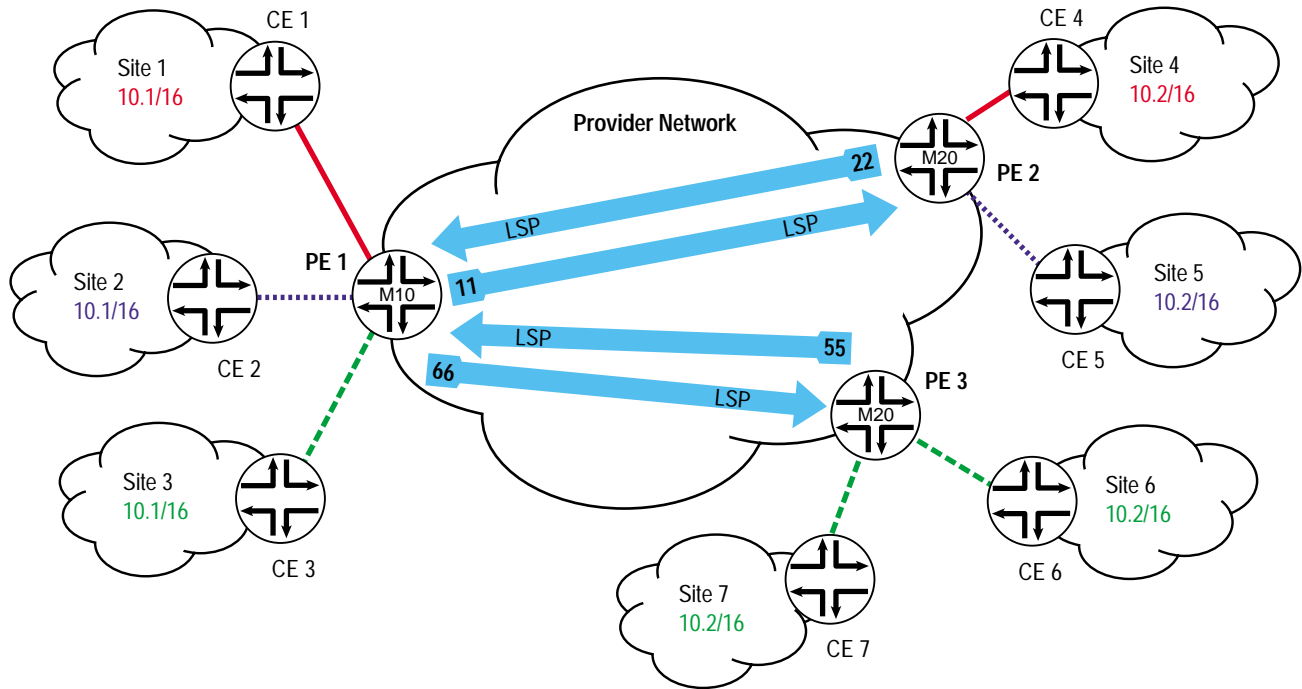 CE 1
Site 1
10.1/16
CE 4
Site 4
10.2/16
Provider Network
M20
PE 2
22
LSP
LSP
11
PE 1
M10
Site 2
10.1/16
CE 2
Site 5
10.2/16
CE 5
LSP
55
66
LSP
PE 3
M20
Site 3
10.1/16
CE 3
Site 6
10.2/16
CE 6
Site 7
10.2/16
CE 7